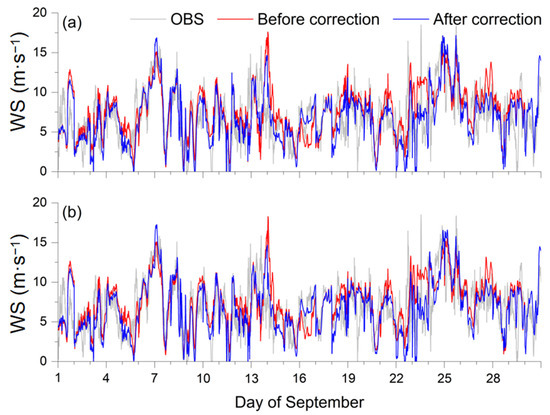 OBS Before correction After correction
(a)
20
15
10
5
0
WS (m·s⁻¹)
(b)
20
15
10
5
0
WS (m·s⁻¹)
1 4 7 10 13 16 19 22 25 28
Day of September